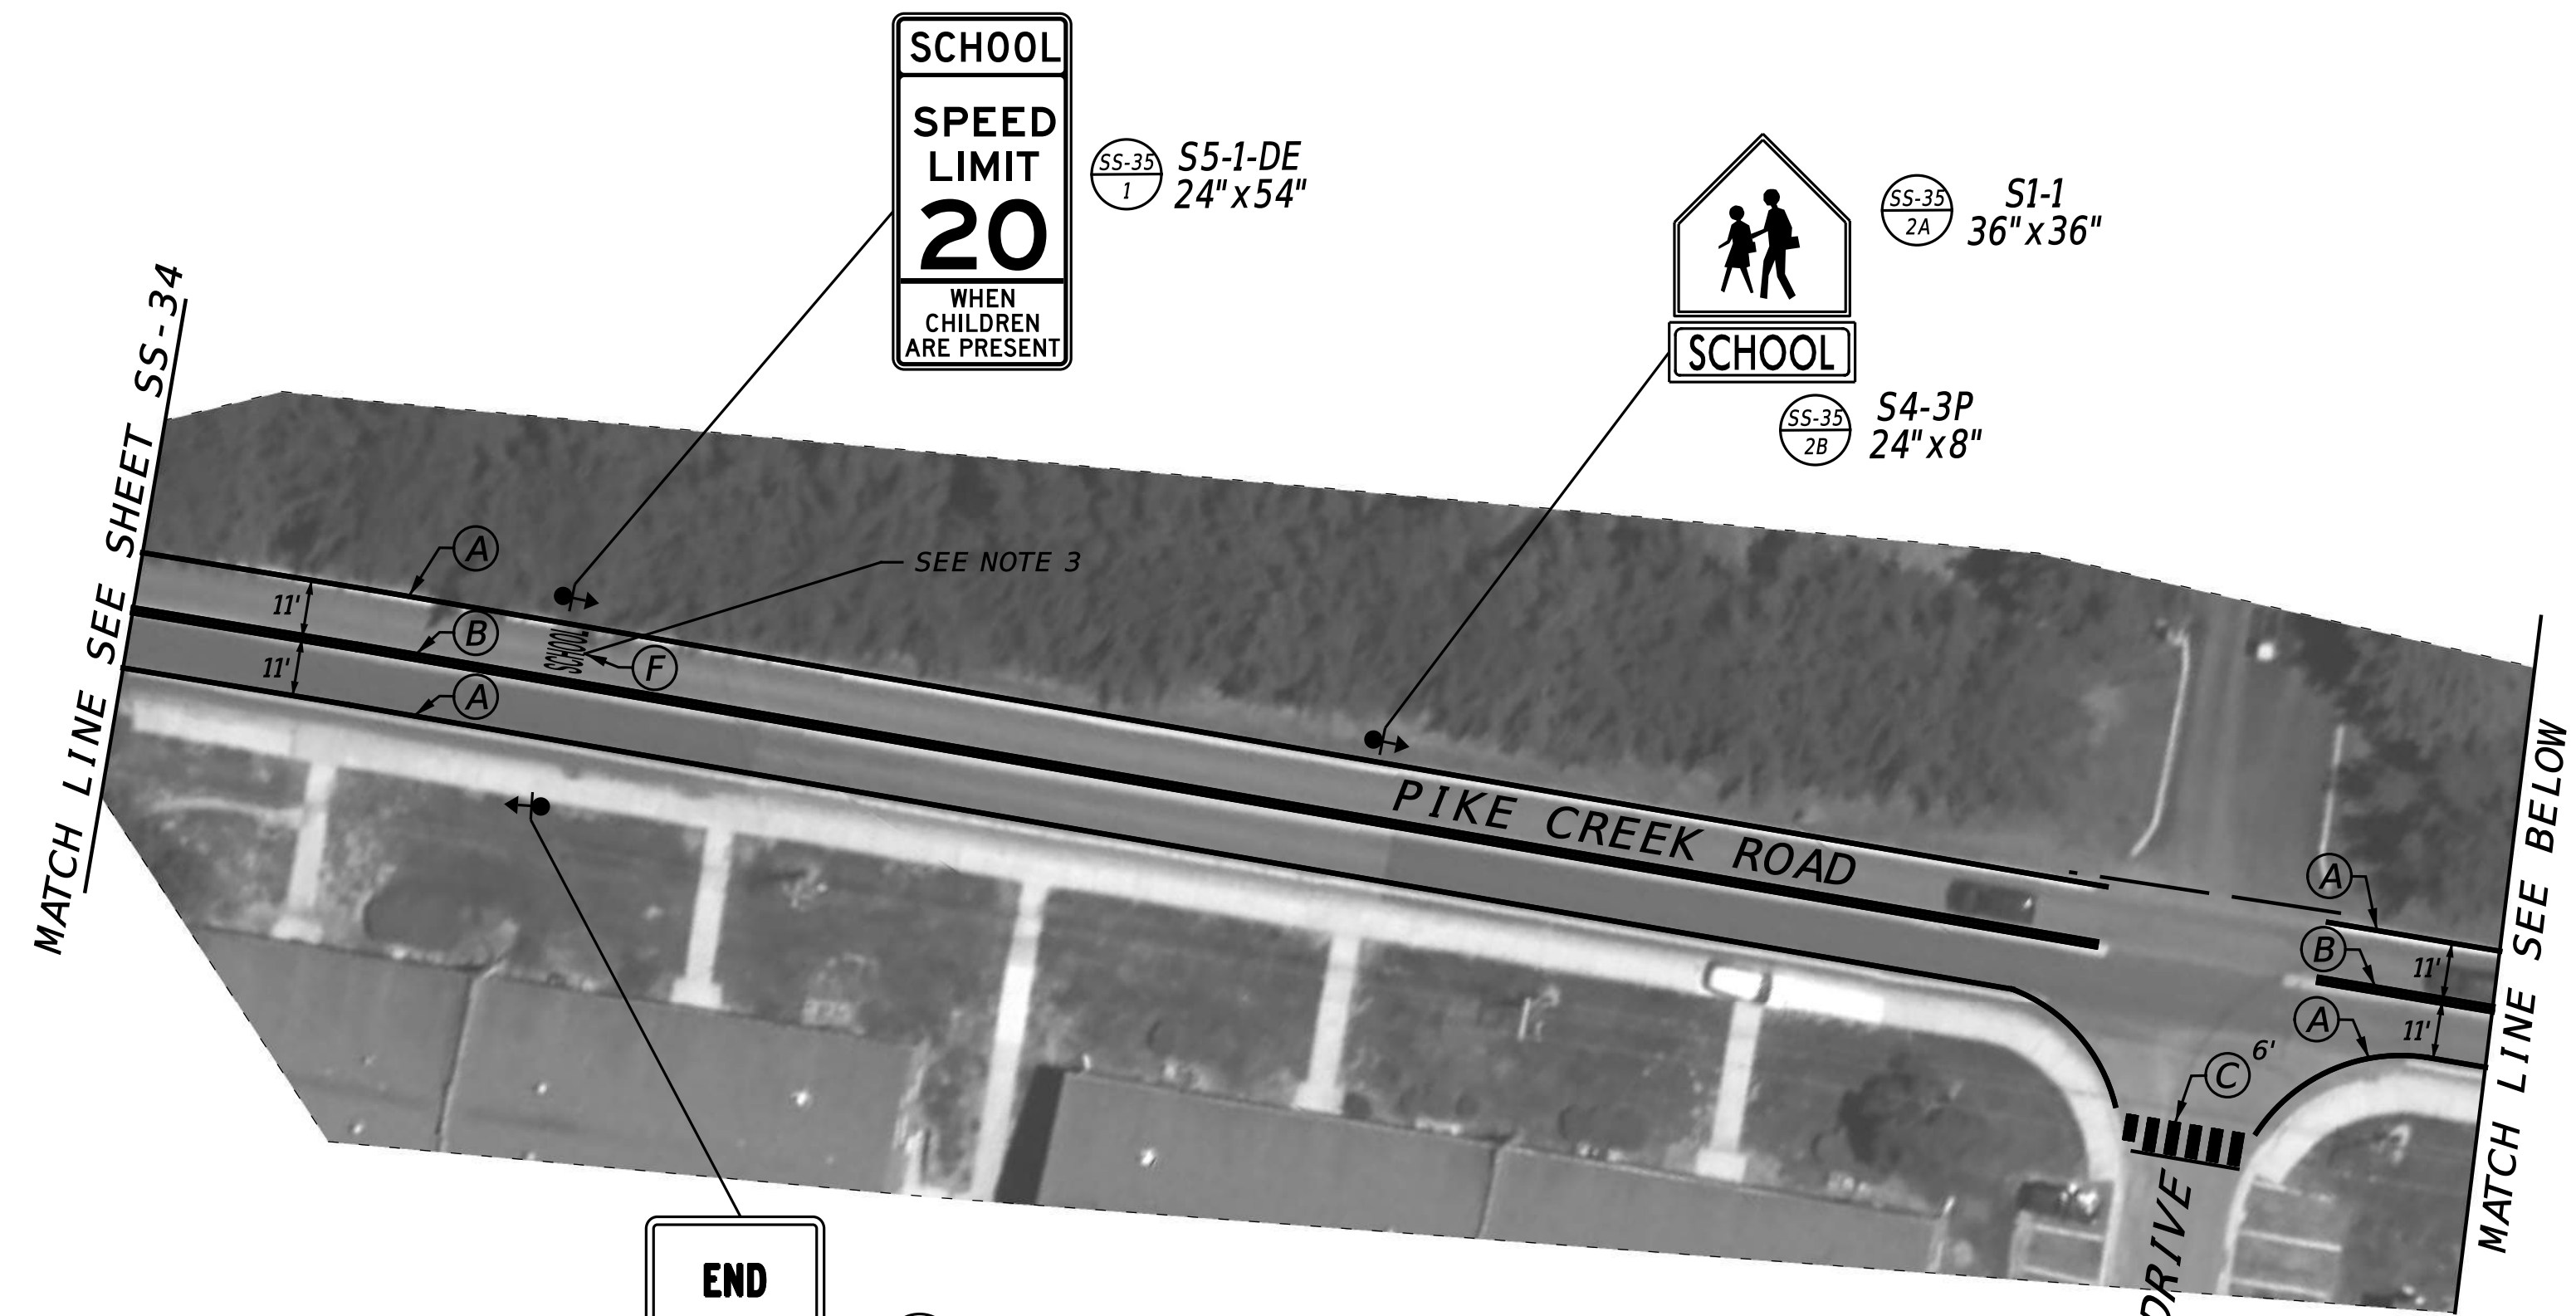 SCHOOL
SPEED
LIMIT
20
WHEN
CHILDREN
ARE PRESENT
SS-35
1
S5-1-DE
24"x54"
SS-35
2A
S1-1
36"x36"
SCHOOL
SS-35
2B
S4-3P
24"x8"
MATCH LINE SEE SHEET SS-34
A
11'
B
11'
A
SCHOOL
F
SEE NOTE 3
PIKE CREEK ROAD
A
B
11'
A
11'
C
6'
MATCH LINE SEE BELOW
DRIVE
END